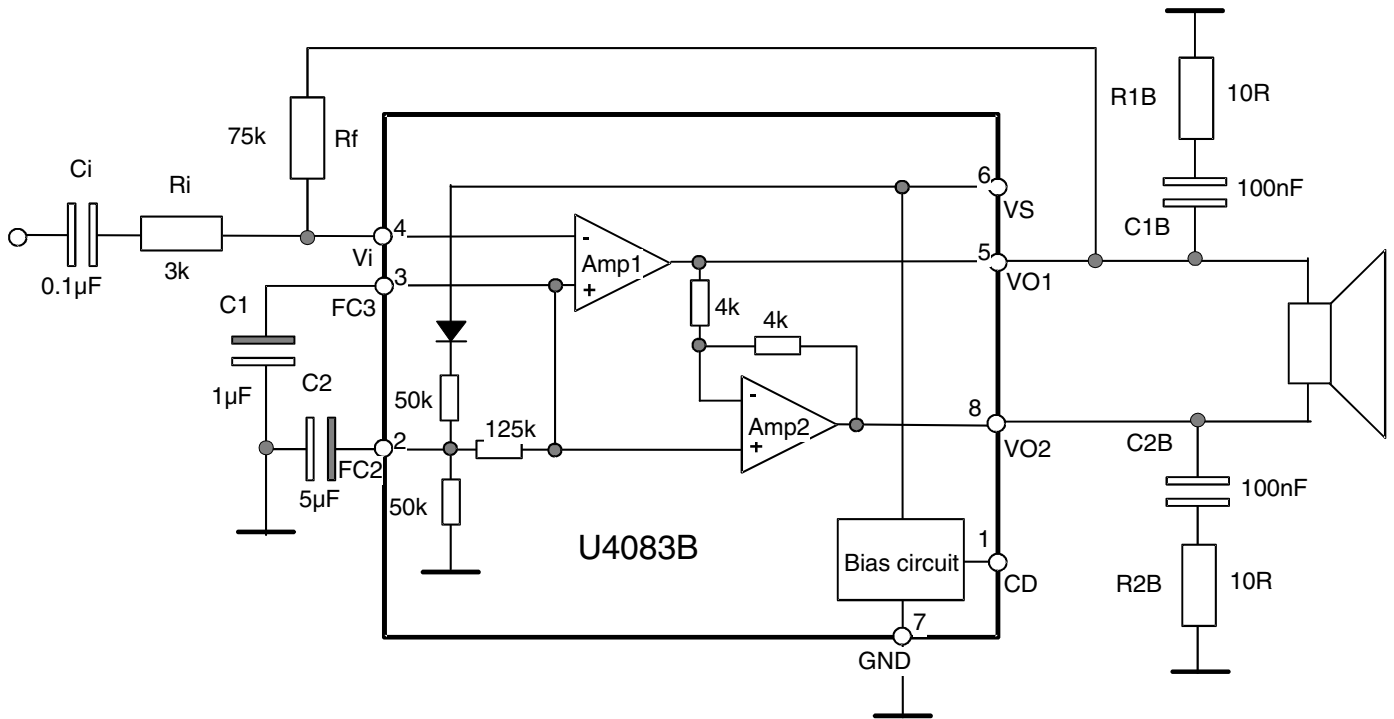 R1B
10R
75k
Rf
Ci
Ri
6
100nF
VS
C1B
4
-
5
Vi
Amp1
3k
3
0.1µF
+
VO1
C1
FC3
4k
4k
1µF
C2
50k
-
8
125k
Amp2
2
+
VO2
C2B
FC2
5µF
50k
100nF
U4083B
1
Bias circuit
CD
R2B
10R
7
GND